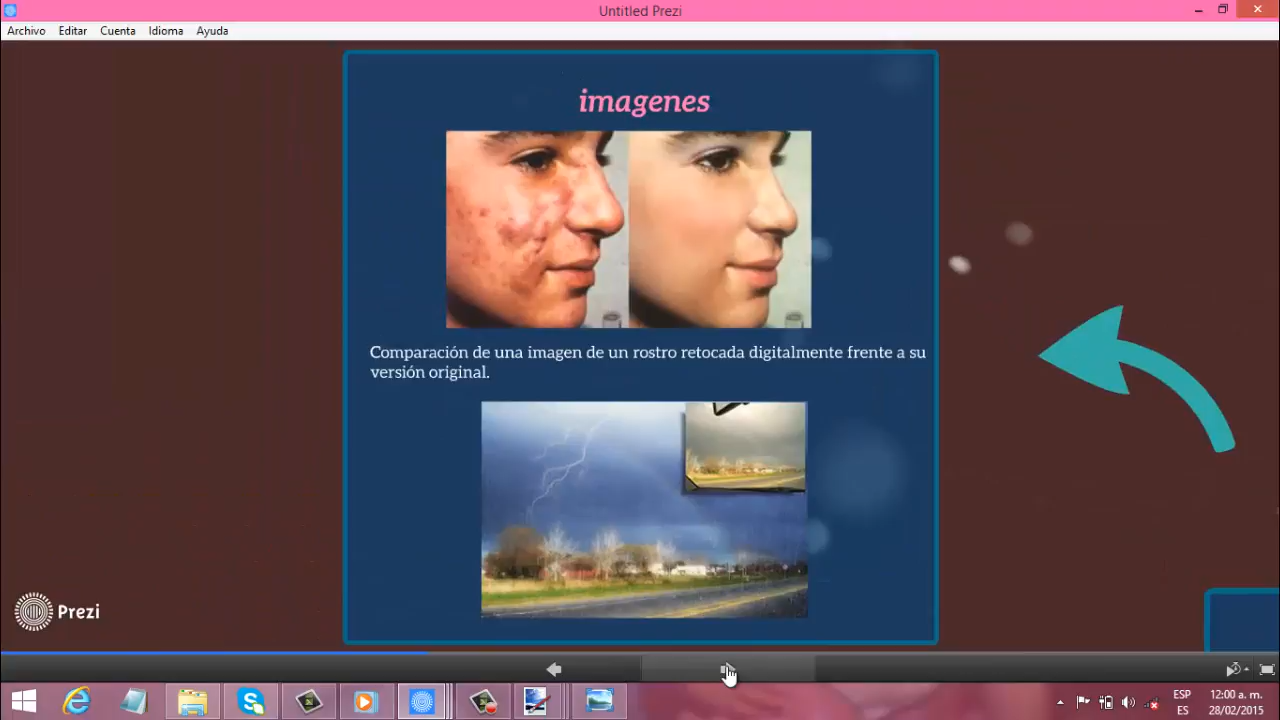 Untitled Prezi
Archivo Editar Cuenta Idioma Ayuda
imagenes
Comparación de una imagen de un rostro retocada digitalmente frente a su
versión original.
Prezi
ESP 12:00 a. m.
ES 28/02/2015